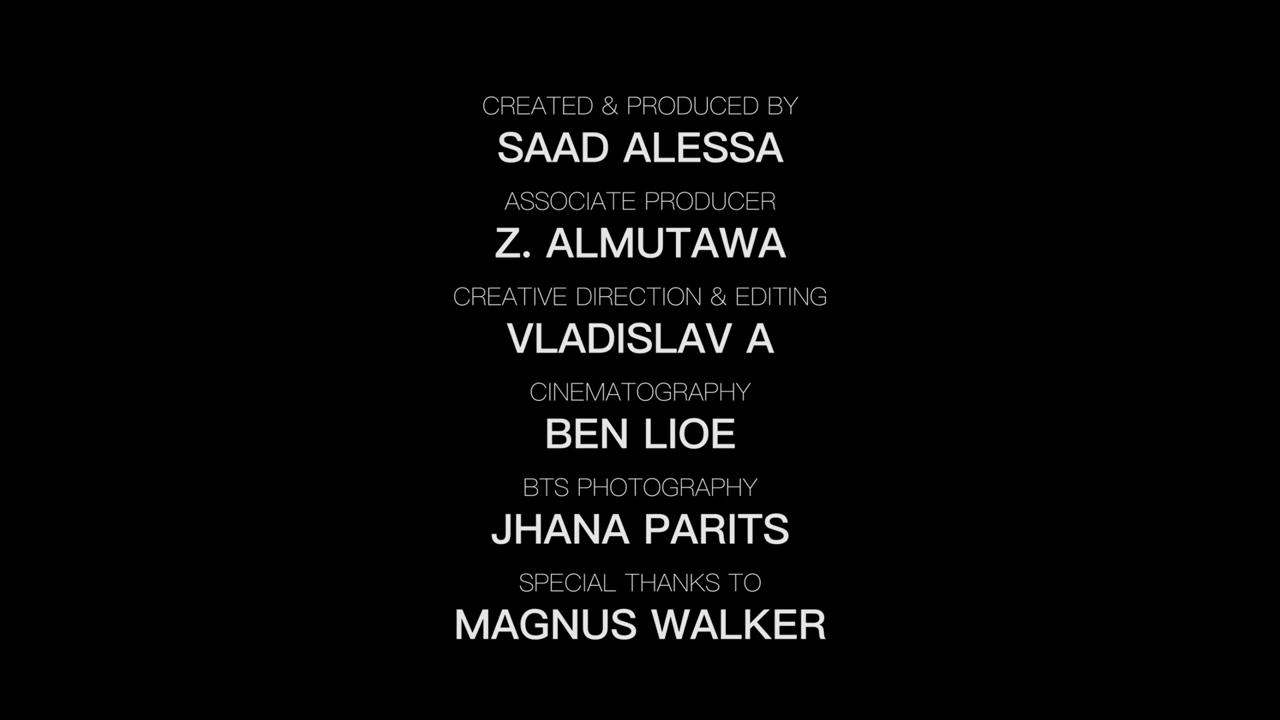 CREATED & PRODUCED BY
SAAD ALESSA
ASSOCIATE PRODUCER
Z. ALMUTAWA
CREATIVE DIRECTION & EDITING
VLADISLAV A
CINEMATOGRAPHY
BEN LIOE
BTS PHOTOGRAPHY
JHANA PARITS
SPECIAL THANKS TO
MAGNUS WALKER